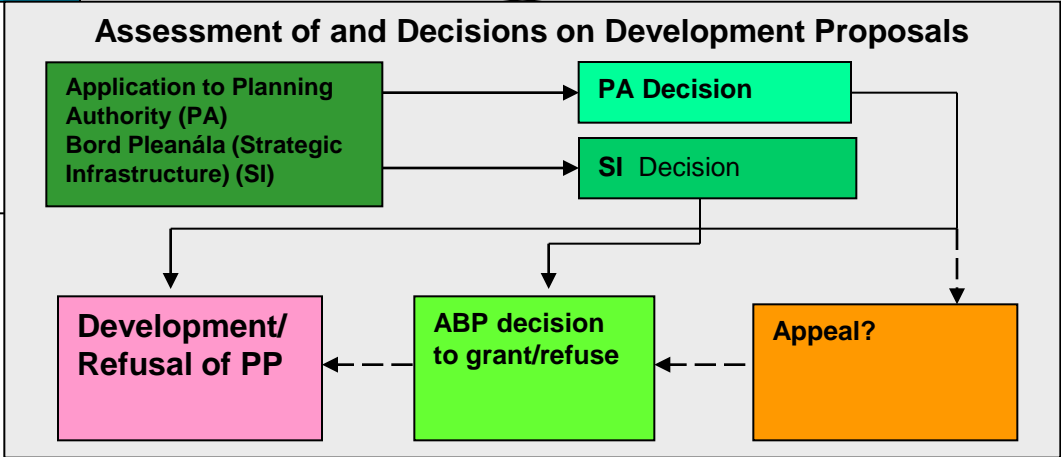 Assessment of and Decisions on Development Proposals
Application to Planning
Authority (PA)
Bord Pleanála (Strategic
Infrastructure) (SI)
PA Decision
SI Decision
Development/
Refusal of PP
ABP decision
to grant/refuse
Appeal?